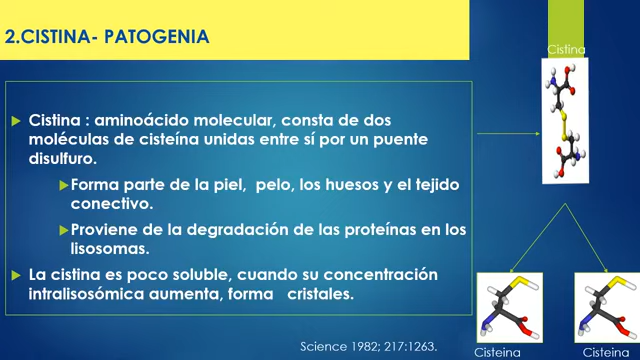 2.CISTINA- PATOGENIA
Cistina
Cistina : aminoácido molecular, consta de dos
moléculas de cisteína unidas entre sí por un puente
disulfuro.
Forma parte de la piel, pelo, los huesos y el tejido
conectivo.
Proviene de la degradación de las proteínas en los
lisosomas.
La cistina es poco soluble, cuando su concentración
intralisosómica aumenta, forma cristales.
Science 1982; 217:1263.
Cisteina
Cisteina